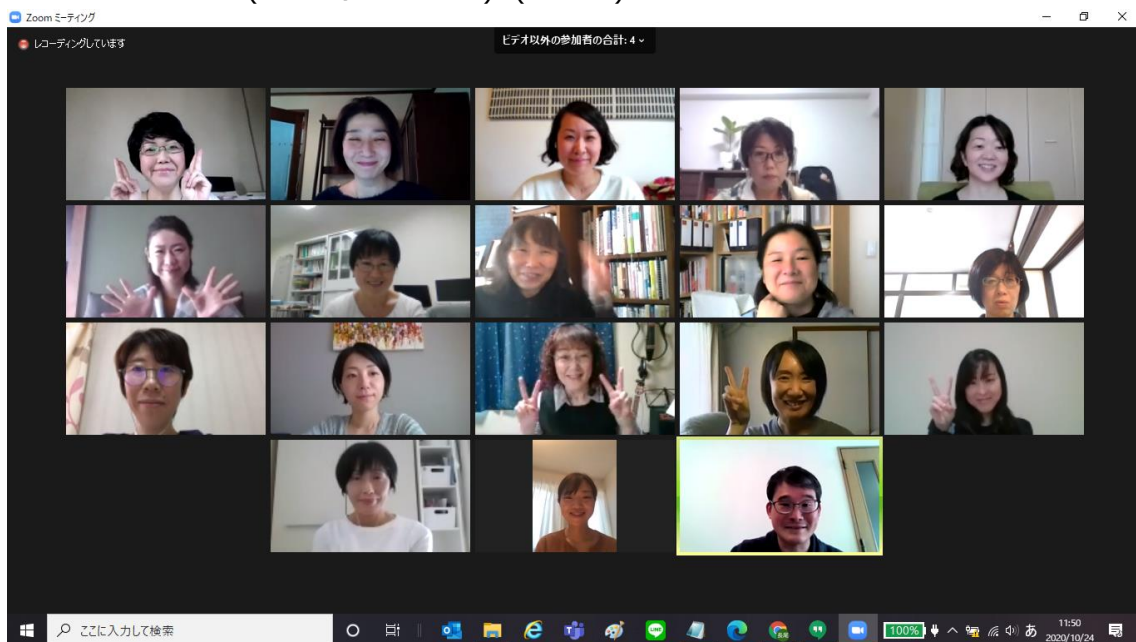 Zoom ミーティング
レコーディングしています
ビデオ以外の参加者の合計: 4
ここに入力して検索
100%
あ
11:50
2020/10/24